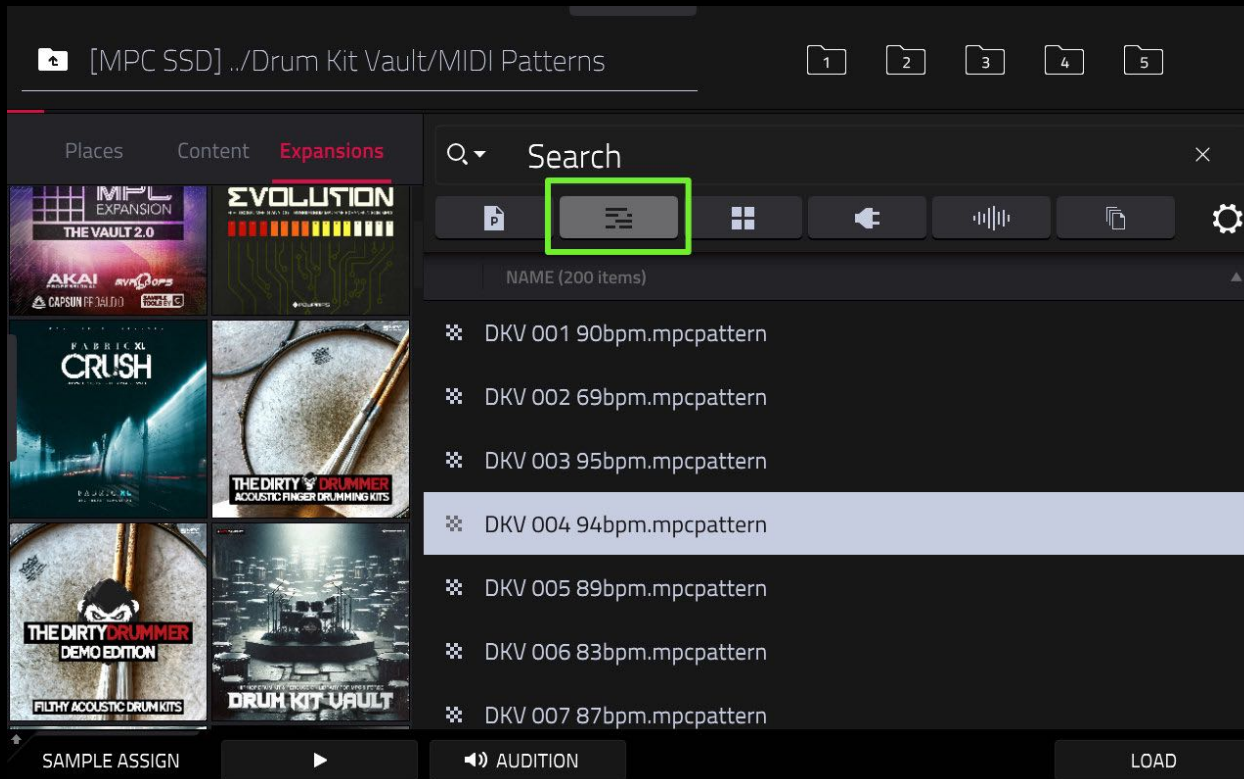 [MPC SSD] ../Drum Kit Vault/MIDI Patterns
1 2 3 4 5
Places Content Expansions
Search
P
NAME (200 items)
MPC
EXPANSION
THE VAULT 2.0
AKAI
CAPSUN PROAUDIO
EVOLUTION
FABRIC XL
CRUSH
FABRIC XL
THE DIRTY DRUMMER
ACOUSTIC FINGER DRUMMING KITS
THE DIRTY DRUMMER
DEMO EDITION
FILTHY ACOUSTIC DRUM KITS
DRUM KIT VAULT
DKV 001 90bpm.mpcpattern
DKV 002 69bpm.mpcpattern
DKV 003 95bpm.mpcpattern
DKV 004 94bpm.mpcpattern
DKV 005 89bpm.mpcpattern
DKV 006 83bpm.mpcpattern
DKV 007 87bpm.mpcpattern
SAMPLE ASSIGN AUDITION LOAD